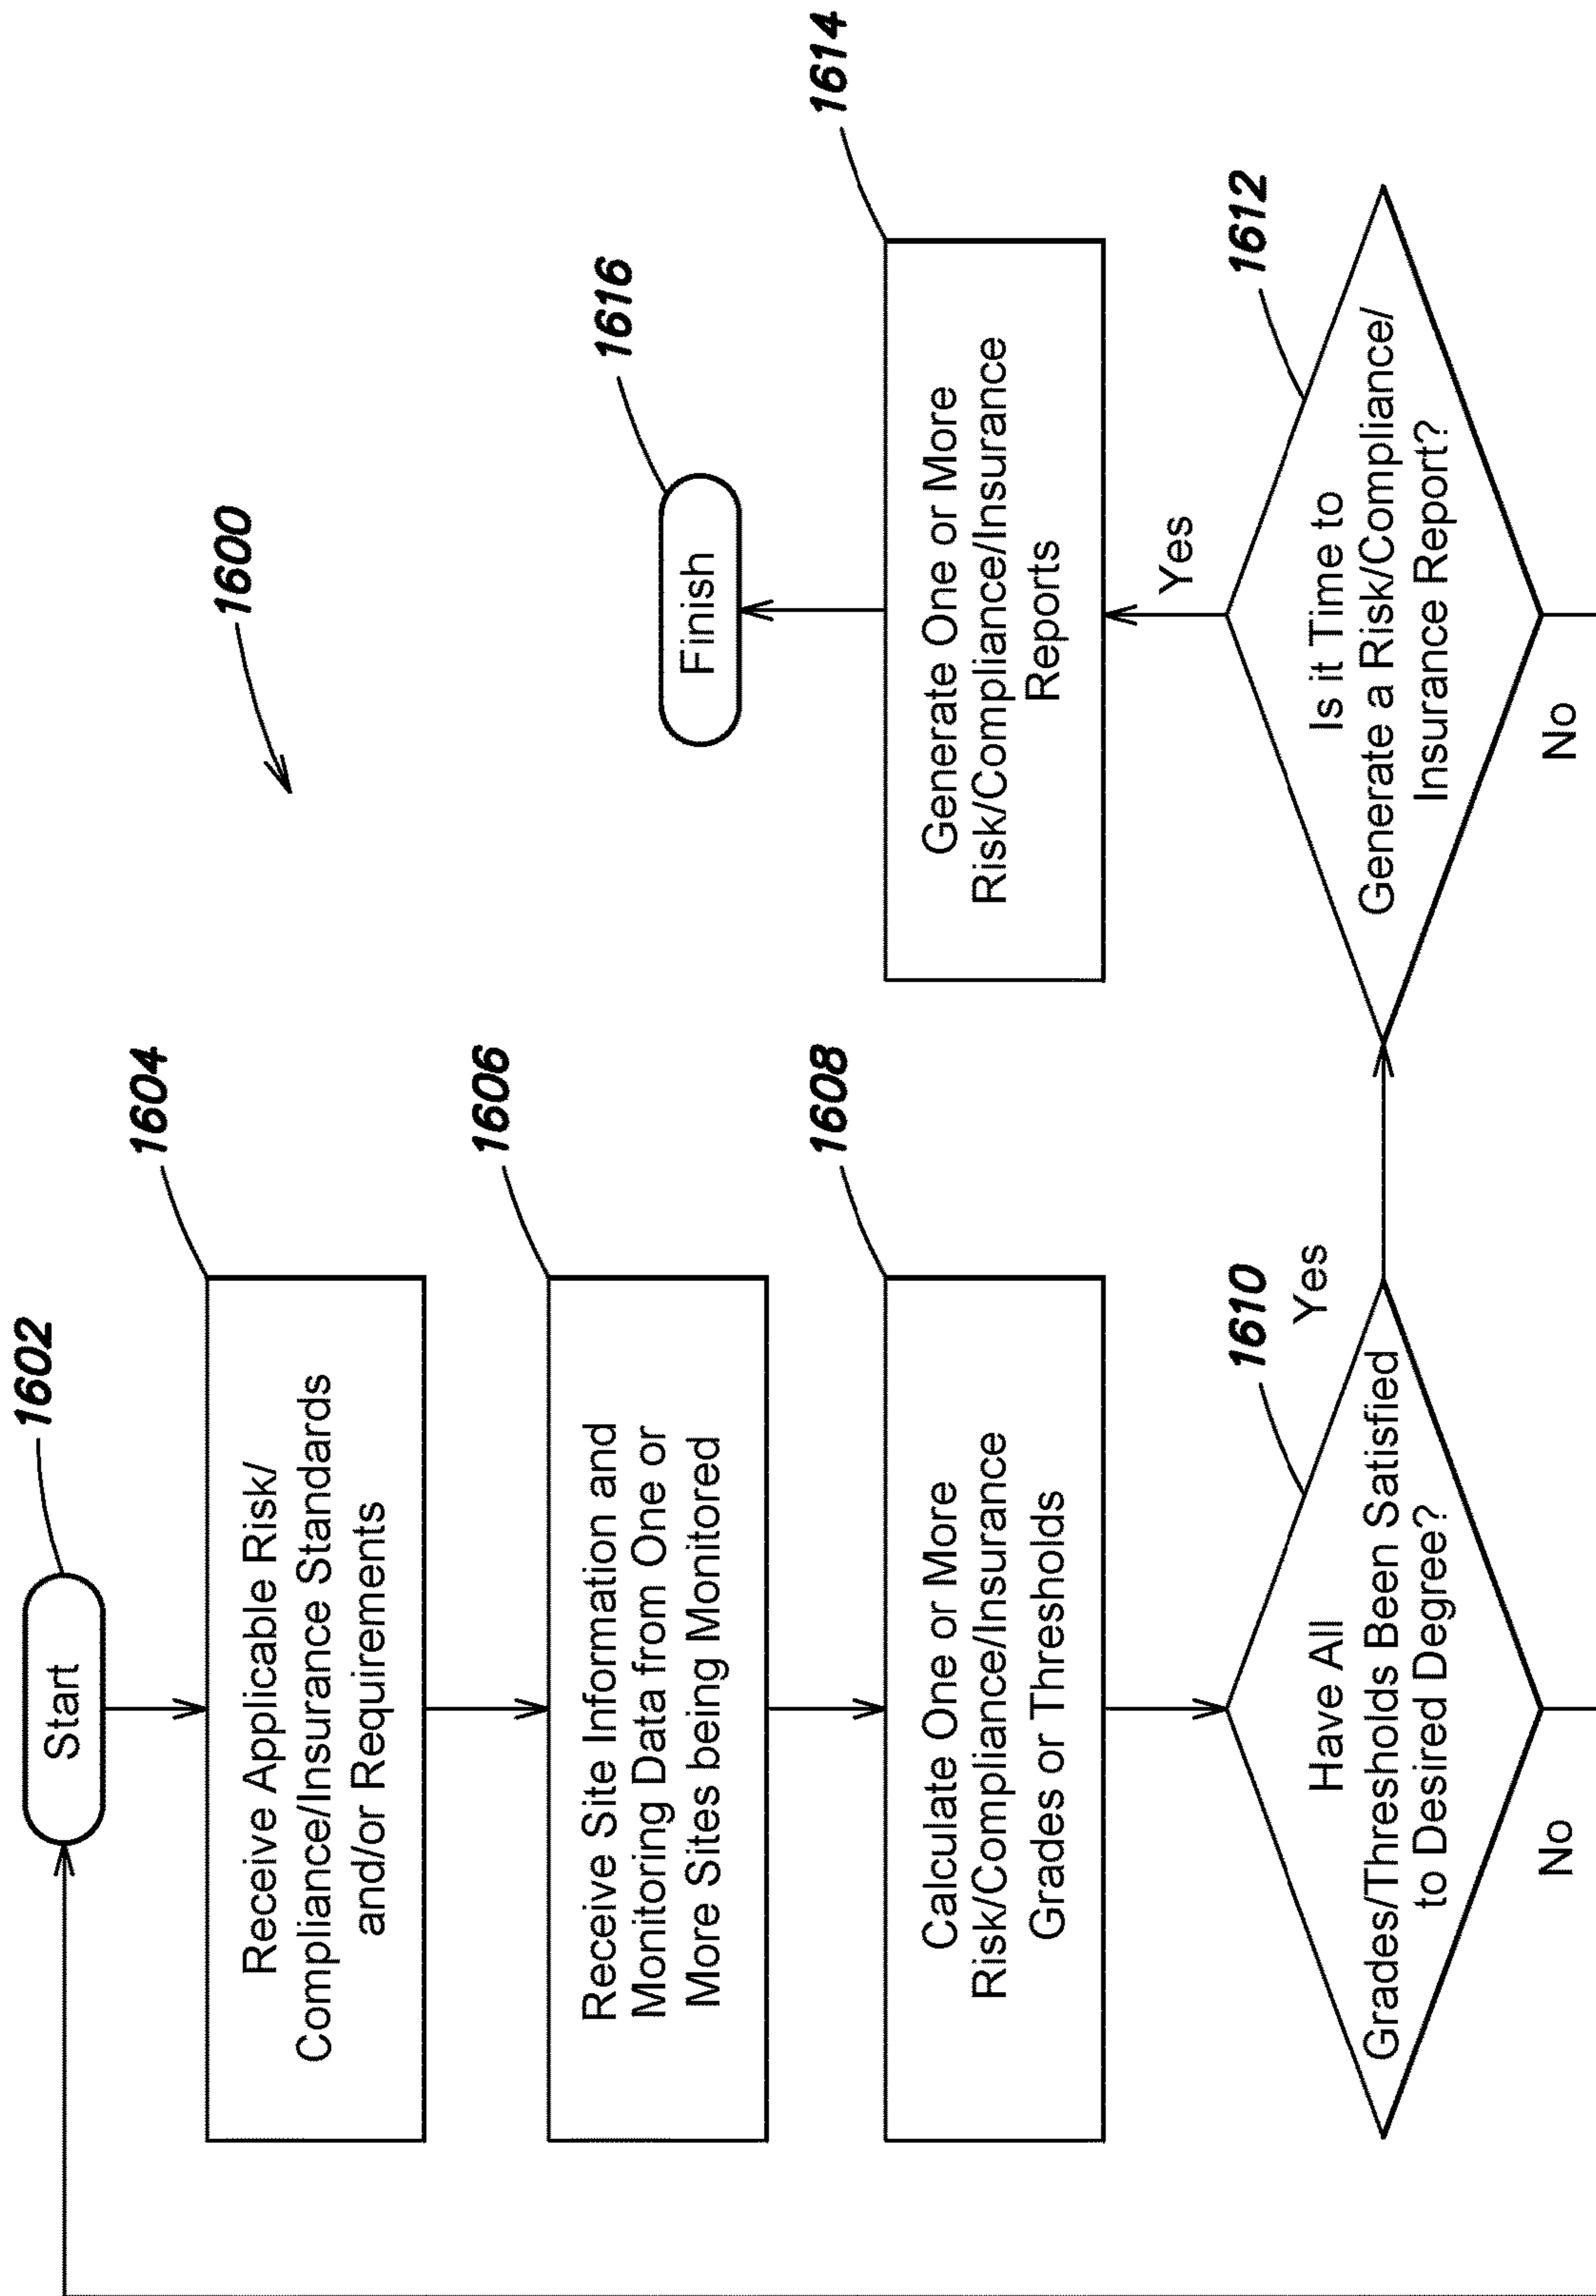 1600
1602
Start
1604
Receive Applicable Risk/
Compliance/Insurance Standards
and/or Requirements
1606
Receive Site Information and
Monitoring Data from One or
More Sites being Monitored
1608
Calculate One or More
Risk/Compliance/Insurance
Grades or Thresholds
1610
Have All
Grades/Thresholds Been Satisfied
to Desired Degree?
Yes
No
1612
Is it Time to
Generate a Risk/Compliance/
Insurance Report?
Yes
No
1614
Generate One or More
Risk/Compliance/Insurance
Reports
1616
Finish